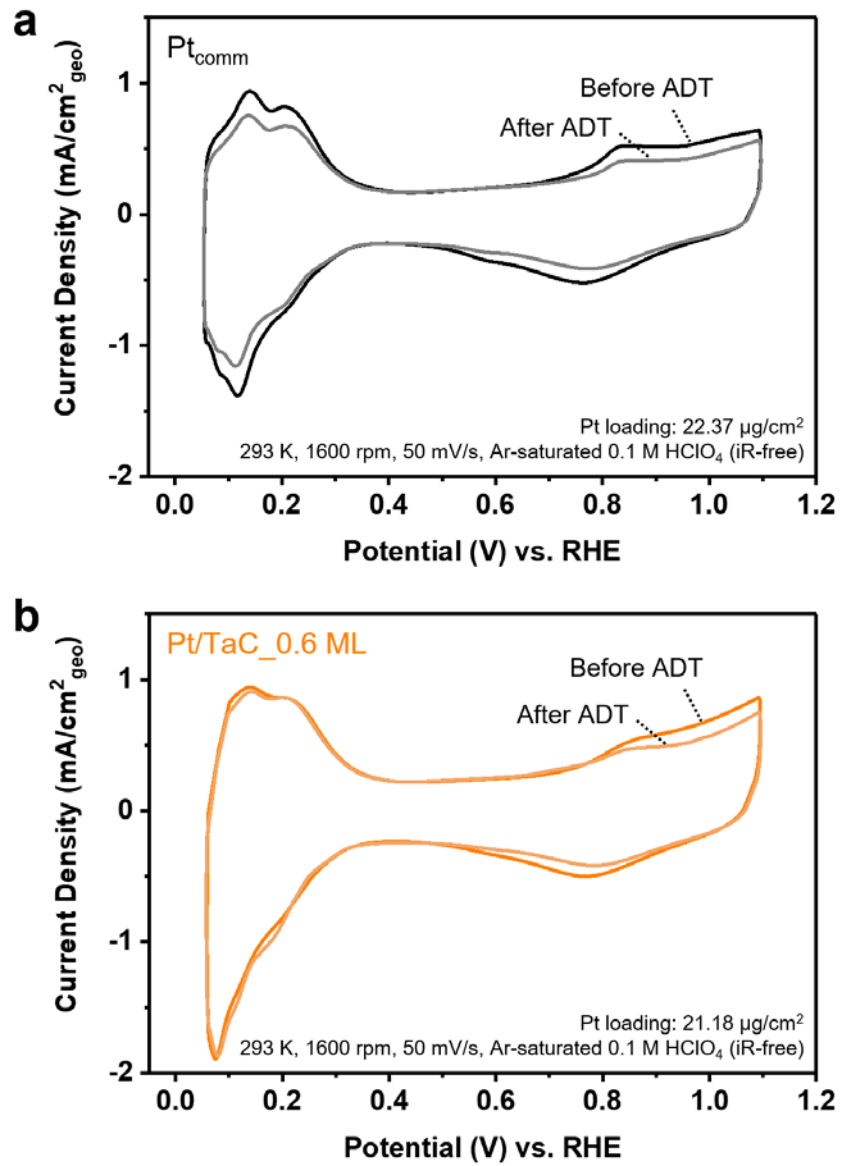 a
Pt_comm
Before ADT
After ADT
1
0
-1
-2
Current Density (mA/cm²_geo)
Pt loading: 22.37 µg/cm²
293 K, 1600 rpm, 50 mV/s, Ar-saturated 0.1 M HClO₄ (iR-free)
0.0 0.2 0.4 0.6 0.8 1.0 1.2
Potential (V) vs. RHE
b
Pt/TaC_0.6 ML
Before ADT
After ADT
1
0
-1
-2
Current Density (mA/cm²_geo)
Pt loading: 21.18 µg/cm²
293 K, 1600 rpm, 50 mV/s, Ar-saturated 0.1 M HClO₄ (iR-free)
0.0 0.2 0.4 0.6 0.8 1.0 1.2
Potential (V) vs. RHE